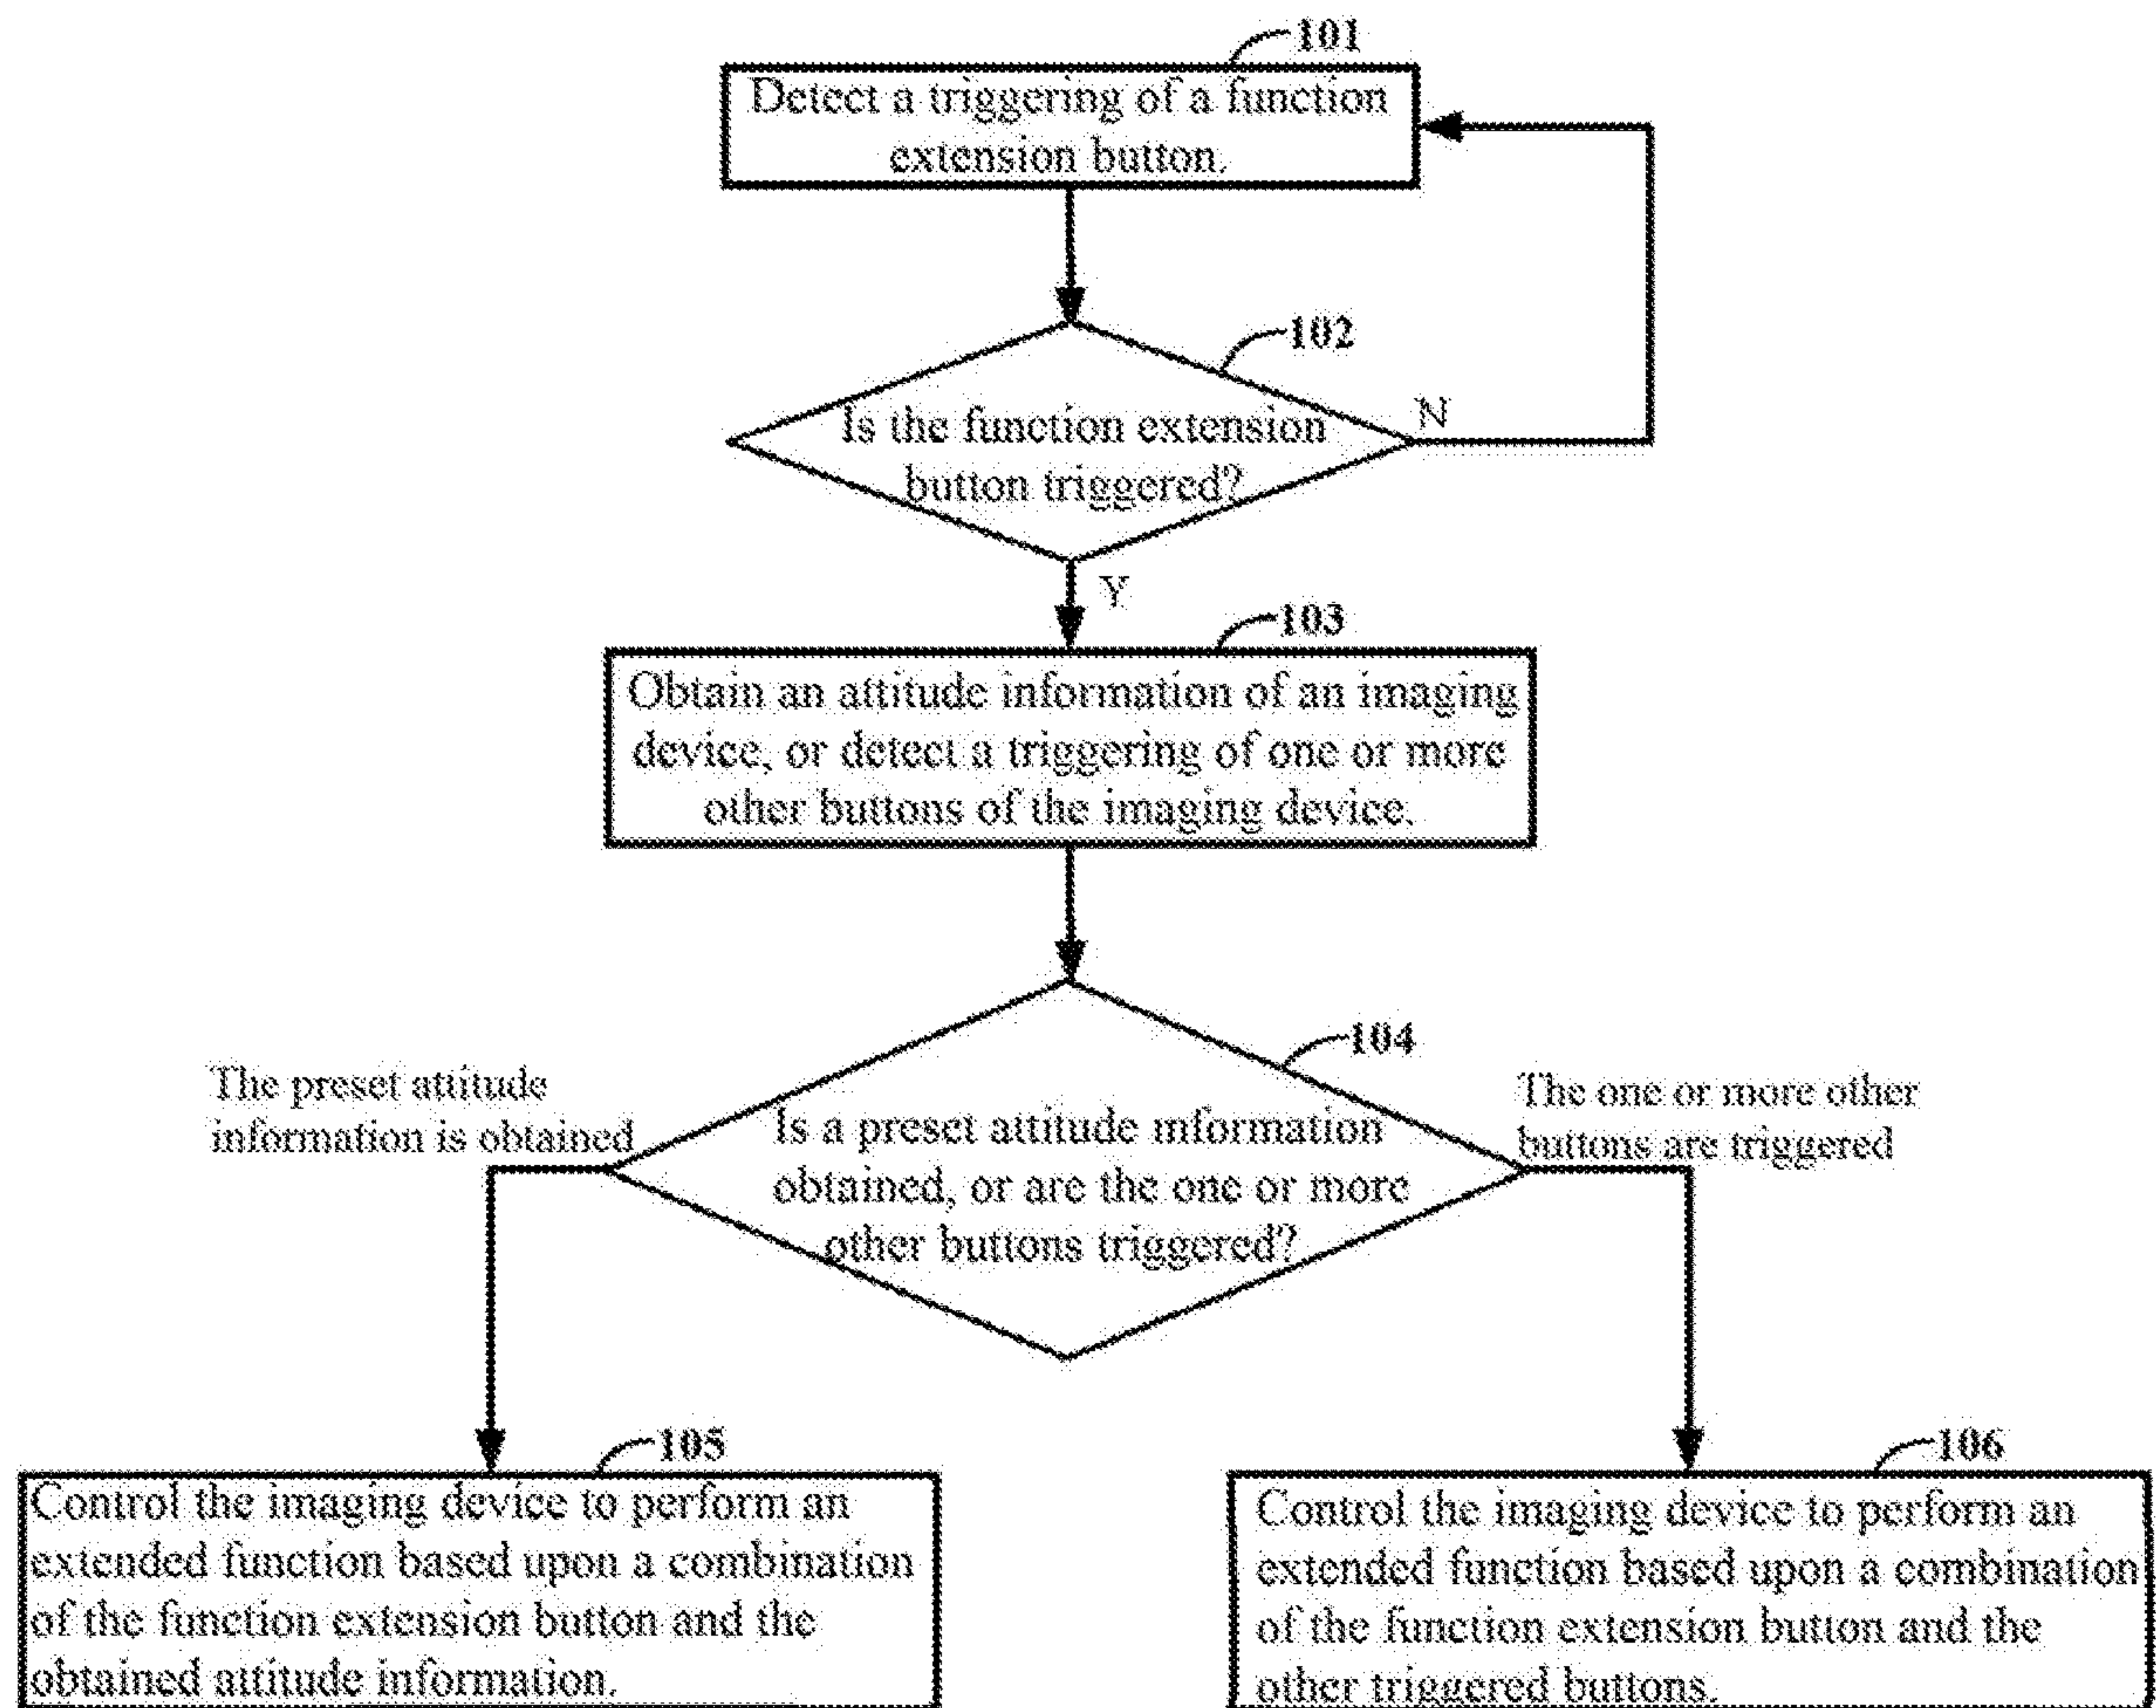 101
Detect a triggering of a function
extension button.
102
Is the function extension
button triggered?
N
Y
103
Obtain an attitude information of an imaging
device, or detect a triggering of one or more
other buttons of the imaging device.
104
The preset attitude
information is obtained
Is a preset attitude information
obtained, or are the one or more
other buttons triggered?
The one or more other
buttons are triggered
105
Control the imaging device to perform an
extended function based upon a combination
of the function extension button and the
obtained attitude information.
106
Control the imaging device to perform an
extended function based upon a combination
of the function extension button and the
other triggered buttons.